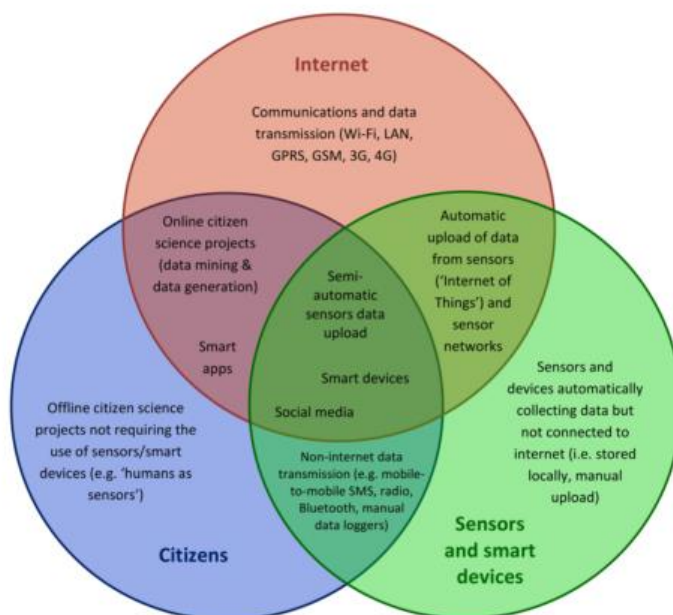 Internet
Communications and data
transmission (Wi-Fi, LAN,
GPRS, GSM, 3G, 4G)
Online citizen
science projects
(data mining &
data generation)
Smart
apps
Automatic
upload of data
from sensors
('Internet of
Things') and
sensor
networks
Semi-
automatic
sensors data
upload
Smart devices
Social media
Offline citizen science
projects not requiring the
use of sensors/smart
devices (e.g. 'humans as
sensors')
Non-internet data
transmission (e.g. mobile-
to-mobile SMS, radio,
Bluetooth, manual
data loggers)
Sensors and
devices automatically
collecting data but
not connected to
internet (i.e. stored
locally, manual
upload)
Citizens
Sensors
and smart
devices